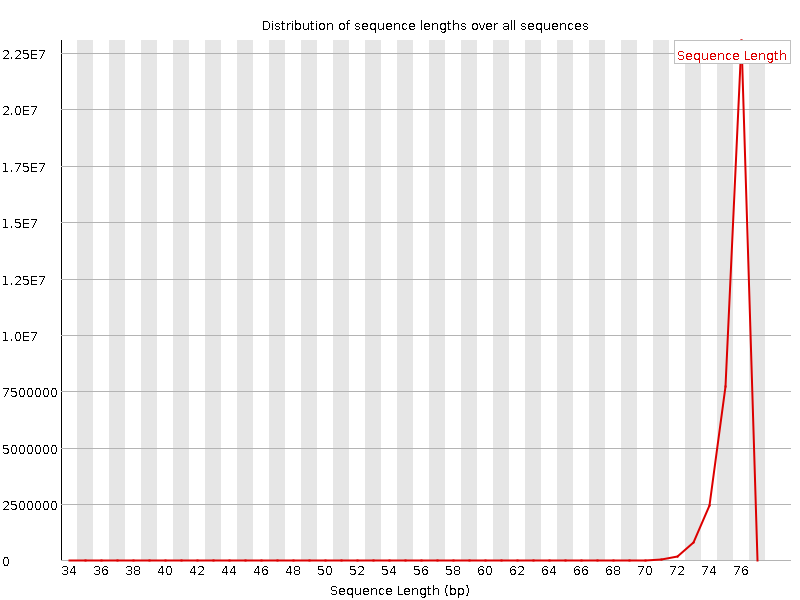 Distribution of sequence lengths over all sequences
Sequence Length
2.25E7
2.0E7
1.75E7
1.5E7
1.25E7
1.0E7
7500000
5000000
2500000
0
34 36 38 40 42 44 46 48 50 52 54 56 58 60 62 64 66 68 70 72 74 76
Sequence Length (bp)